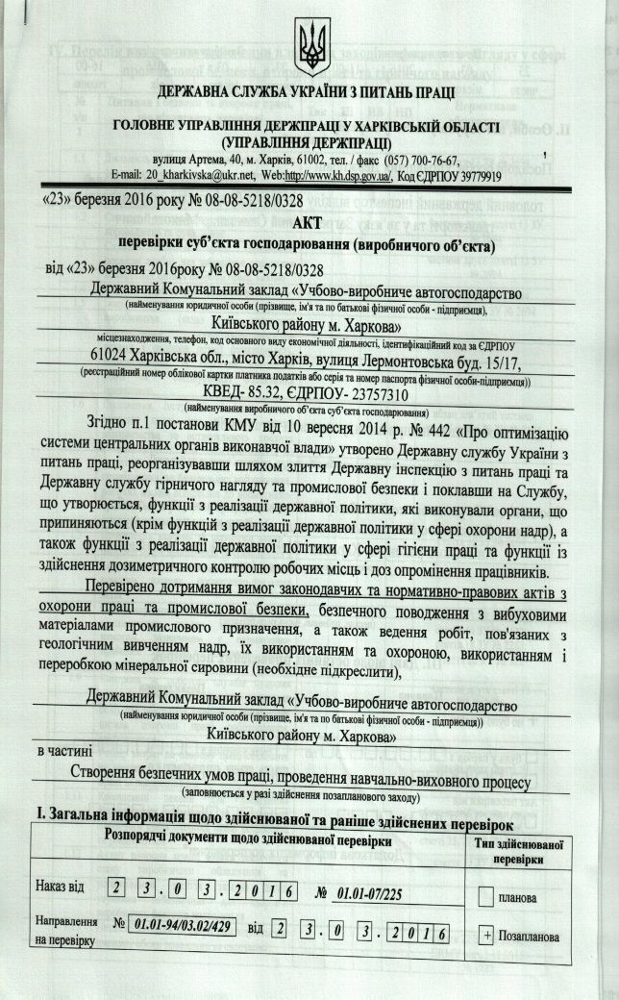 ДЕРЖАВНА СЛУЖБА УКРАЇНИ З ПИТАНЬ ПРАЦІ
ГОЛОВНЕ УПРАВЛІННЯ ДЕРЖПРАЦІ У ХАРКІВСЬКІЙ ОБЛАСТІ
(УПРАВЛІННЯ ДЕРЖПРАЦІ)
вулиця Артема, 40, м. Харків, 61002, тел. / факс (057) 700-76-67,
E-mail: 20_kharkivska@ukr.net, Web:http://www.kh.dsp.gov.ua/, Код ЄДРПОУ 39779919
«23» березня 2016 року № 08-08-5218/0328
АКТ
перевірки суб’єкта господарювання (виробничого об’єкта)
від «23» березня 2016року № 08-08-5218/0328
Державний Комунальний заклад «Учбово-виробниче автогосподарство
(найменування юридичної особи (прізвище, ім'я та по батькові фізичної особи - підприємця),
Київського району м. Харкова»
місцезнаходження, телефон, код основного виду економічної діяльності, ідентифікаційний код за ЄДРПОУ
61024 Харківська обл., місто Харків, вулиця Лермонтовська буд. 15/17,
(реєстраційний номер облікової картки платника податків або серія та номер паспорта фізичної особи-підприємця))
КВЕД- 85.32, ЄДРПОУ- 23757310
(найменування виробничого об’єкта суб’єкта господарювання)
Згідно п.1 постанови КМУ від 10 вересня 2014 р. № 442 «Про оптимізацію
системи центральних органів виконавчої влади» утворено Державну службу України з
питань праці, реорганізувавши шляхом злиття Державну інспекцію з питань праці та
Державну службу гірничого нагляду та промислової безпеки і поклавши на Службу,
що утворюється, функції з реалізації державної політики, які виконували органи, що
припиняються (крім функцій з реалізації державної політики у сфері охорони надр), а
також функції з реалізації державної політики у сфері гігієни праці та функції із
здійснення дозиметричного контролю робочих місць і доз опромінення працівників.
Перевірено дотримання вимог законодавчих та нормативно-правових актів з
охорони праці та промислової безпеки, безпечного поводження з вибуховими
матеріалами промислового призначення, а також ведення робіт, пов'язаних з
геологічним вивченням надр, їх використанням та охороною, використанням і
переробкою мінеральної сировини (необхідне підкреслити),
Державний Комунальний заклад «Учбово-виробниче автогосподарство
(найменування юридичної особи (прізвище, ім'я та по батькові фізичної особи - підприємця))
Київського району м. Харкова»
в частині
Створення безпечних умов праці, проведення навчально-виховного процесу
(заповнюється у разі здійснення позапланового заходу)
І. Загальна інформація щодо здійснюваної та раніше здійснених перевірок
Розпорядчі документи щодо здійснюваної перевірки
Тип здійснюваної
перевірки
Наказ від 2 3 . 0 3 . 2 0 1 6 № 01.01-07/225
планова
Направлення
на перевірку
№ 01.01-94/03.02/429 від 2 3 . 0 3 . 2 0 1 6
+ Позапланова